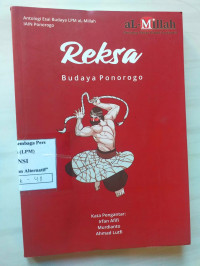 Antologi Esai Budaya LPM al-Millah
IAIN Ponorogo
al-Millah
Reksa
Budaya Ponorogo
(LPM)
Kata Pengantar:
Irfan Afifi
Murdianto
Ahmad Lutfi